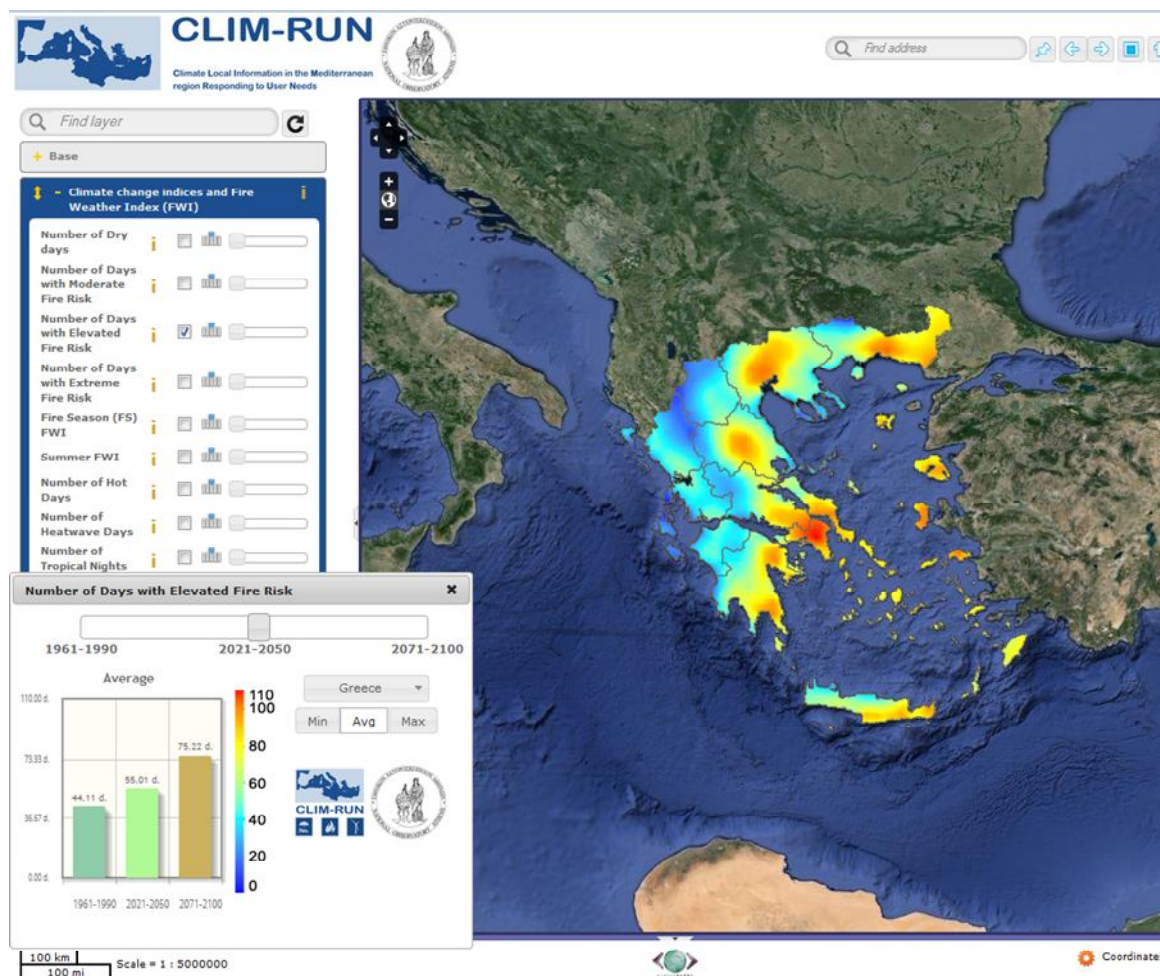 CLIM-RUN
Climate Local Information in the Mediterranean
region Responding to User Needs
Find address
Find layer
+ Base
- Climate change indices and Fire
Weather Index (FWI)
Number of Dry
days
Number of Days
with Moderate
Fire Risk
Number of Days
with Elevated
Fire Risk
Number of Days
with Extreme
Fire Risk
Fire Season (FS)
FWI
Summer FWI
Number of Hot
Days
Number of
Heatwave Days
Number of
Tropical Nights
Number of Days with Elevated Fire Risk
1961-1990 2021-2050 2071-2100
Average
110.00 d.
73.33 d.
36.67 d.
0.00 d.
44.11 d.
55.01 d.
75.22 d.
1961-1990 2021-2050 2071-2100
110
100
80
60
40
20
0
Greece
Min Avg Max
CLIM-RUN
100 km
100 mi
Scale = 1 : 5000000
Coordinate